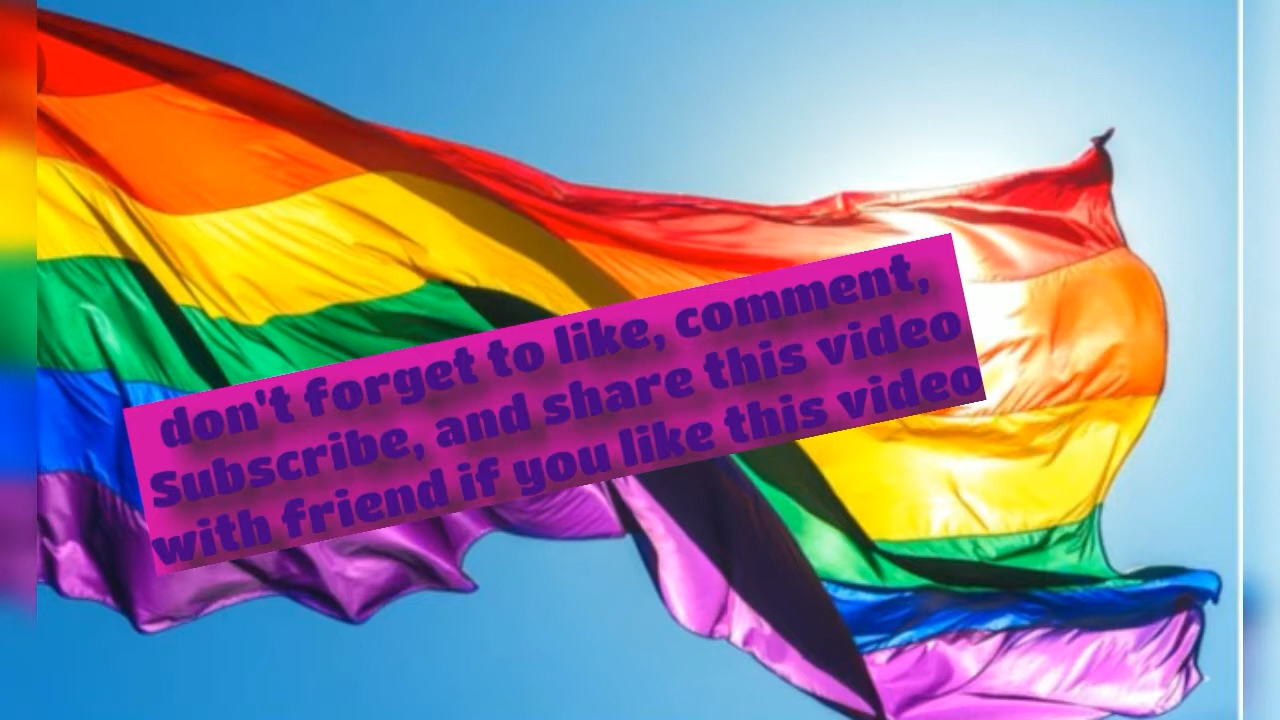 don't forget to like, comment,
Subscribe, and share this video
with friend if you like this video